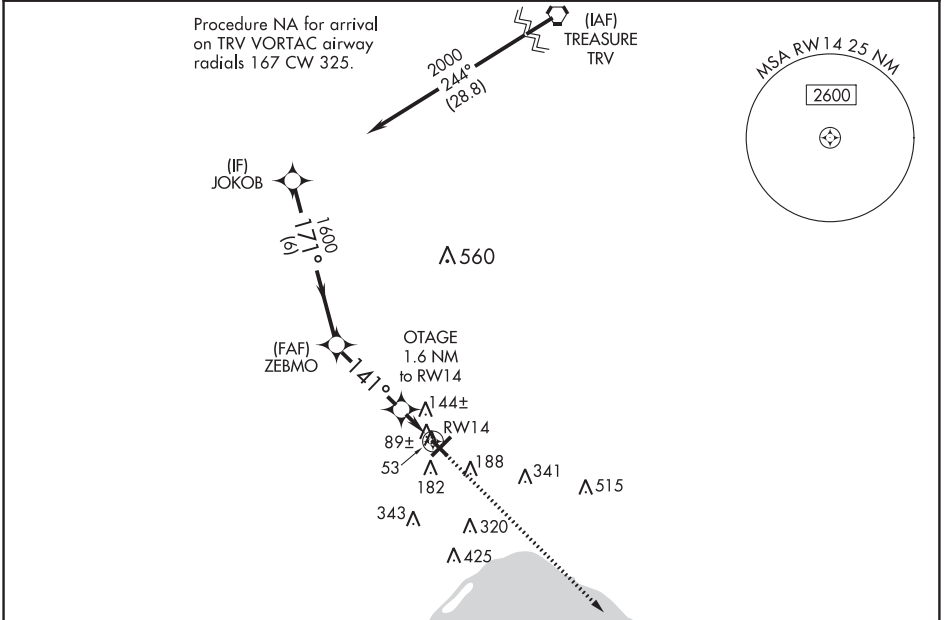 Procedure NA for arrival
on TRV VORTAC airway
radials 167 CW 325.
(IAF)
TREASURE
TRV
2000
244°
(28.8)
MSA RW14 25 NM
2600
(IF)
JOKOB
1600
171°
(6)
560
(FAF)
ZEBMO
141°
OTAGE
1.6 NM
to RW14
144±
RW14
89±
53
182
188
341
515
343
320
425